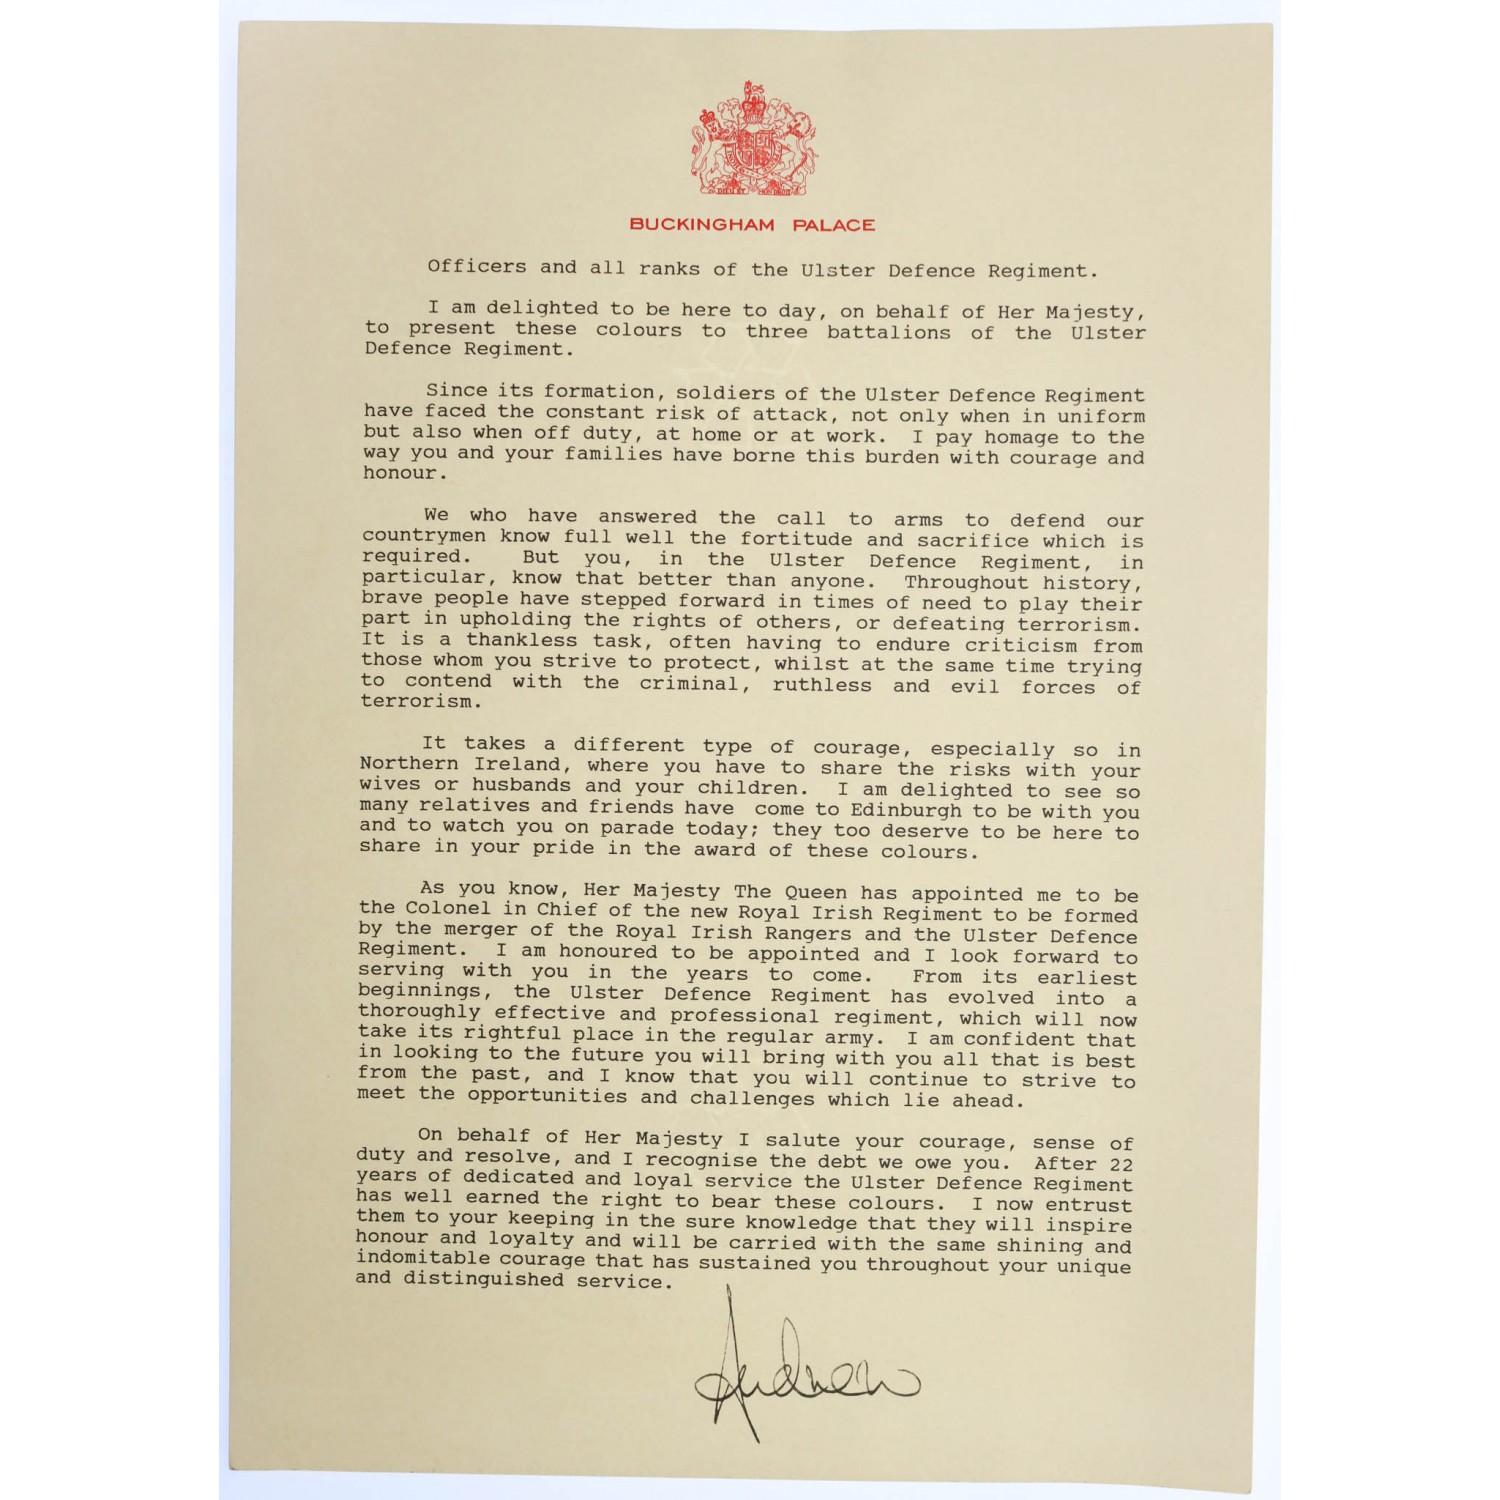 DIEU ET MON DROIT
BUCKINGHAM PALACE
Officers and all ranks of the Ulster Defence Regiment.
I am delighted to be here to day, on behalf of Her Majesty,
to present these colours to three battalions of the Ulster
Defence Regiment.
Since its formation, soldiers of the Ulster Defence Regiment
have faced the constant risk of attack, not only when in uniform
but also when off duty, at home or at work. I pay homage to the
way you and your families have borne this burden with courage and
honour.
We who have answered the call to arms to defend our
countrymen know full well the fortitude and sacrifice which is
required. But you, in the Ulster Defence Regiment, in
particular, know that better than anyone. Throughout history,
brave people have stepped forward in times of need to play their
part in upholding the rights of others, or defeating terrorism.
It is a thankless task, often having to endure criticism from
those whom you strive to protect, whilst at the same time trying
to contend with the criminal, ruthless and evil forces of
terrorism.
It takes a different type of courage, especially so in
Northern Ireland, where you have to share the risks with your
wives or husbands and your children. I am delighted to see so
many relatives and friends have come to Edinburgh to be with you
and to watch you on parade today; they too deserve to be here to
share in your pride in the award of these colours.
As you know, Her Majesty The Queen has appointed me to be
the Colonel in Chief of the new Royal Irish Regiment to be formed
by the merger of the Royal Irish Rangers and the Ulster Defence
Regiment. I am honoured to be appointed and I look forward to
serving with you in the years to come. From its earliest
beginnings, the Ulster Defence Regiment has evolved into a
thoroughly effective and professional regiment, which will now
take its rightful place in the regular army. I am confident that
in looking to the future you will bring with you all that is best
from the past, and I know that you will continue to strive to
meet the opportunities and challenges which lie ahead.
On behalf of Her Majesty I salute your courage, sense of
duty and resolve, and I recognise the debt we owe you. After 22
years of dedicated and loyal service the Ulster Defence Regiment
has well earned the right to bear these colours. I now entrust
them to your keeping in the sure knowledge that they will inspire
honour and loyalty and will be carried with the same shining and
indomitable courage that has sustained you throughout your unique
and distinguished service.
Andrew